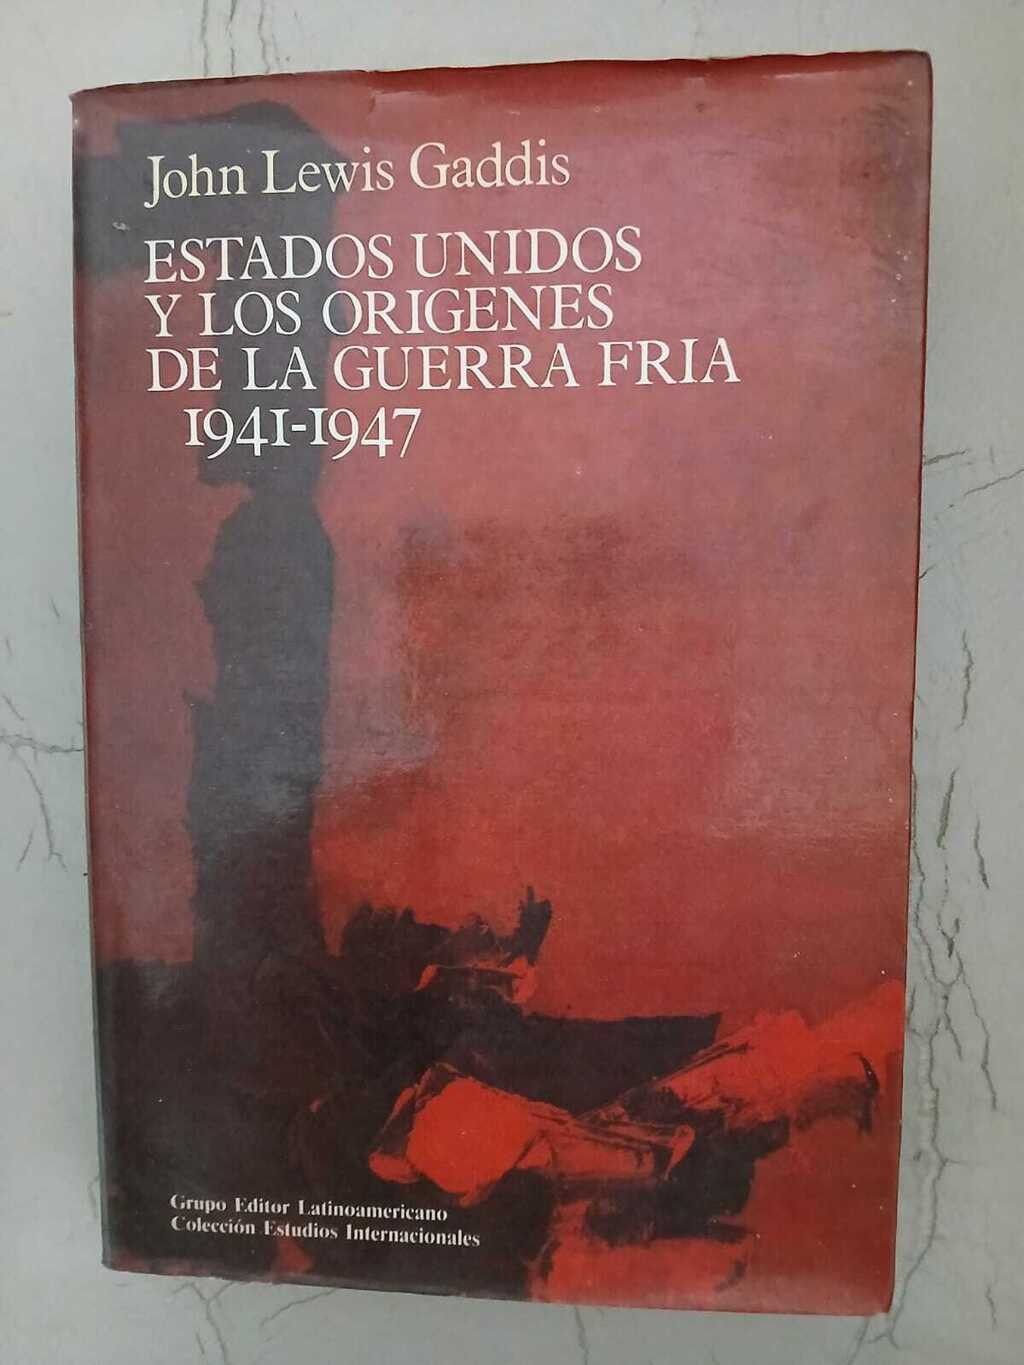 John Lewis Gaddis
ESTADOS UNIDOS
Y LOS ORIGENES
DE LA GUERRA FRIA
1941-1947
Grupo Editor Latinoamericano
Colección Estudios Internacionales